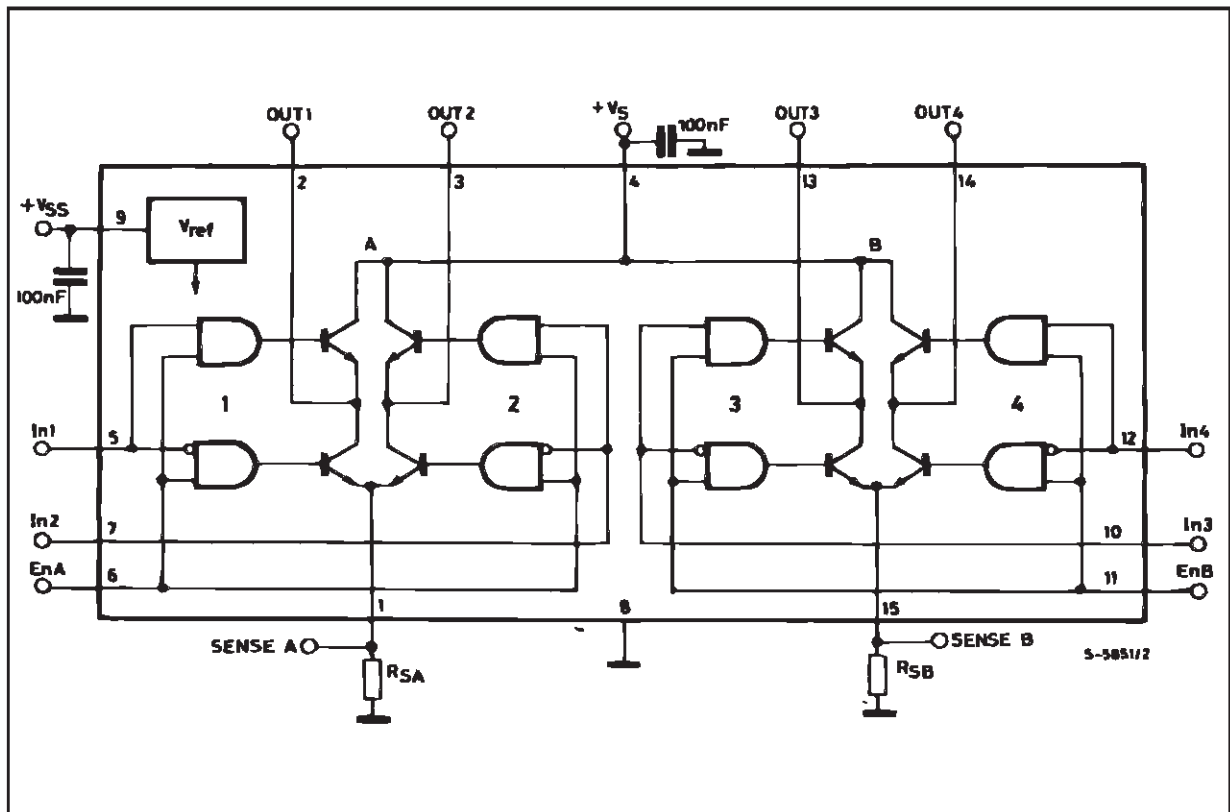 OUT1 OUT2 +VS 100nF OUT3 OUT4
2 3 4 13 14
+VSS 9 Vref
A B
100nF
1 2 3 4
In1 5 12 In4
In2 7 10 In3
EnA 6 11 EnB
1 8 15
SENSE A SENSE B
S-5851/2
RSA RSB